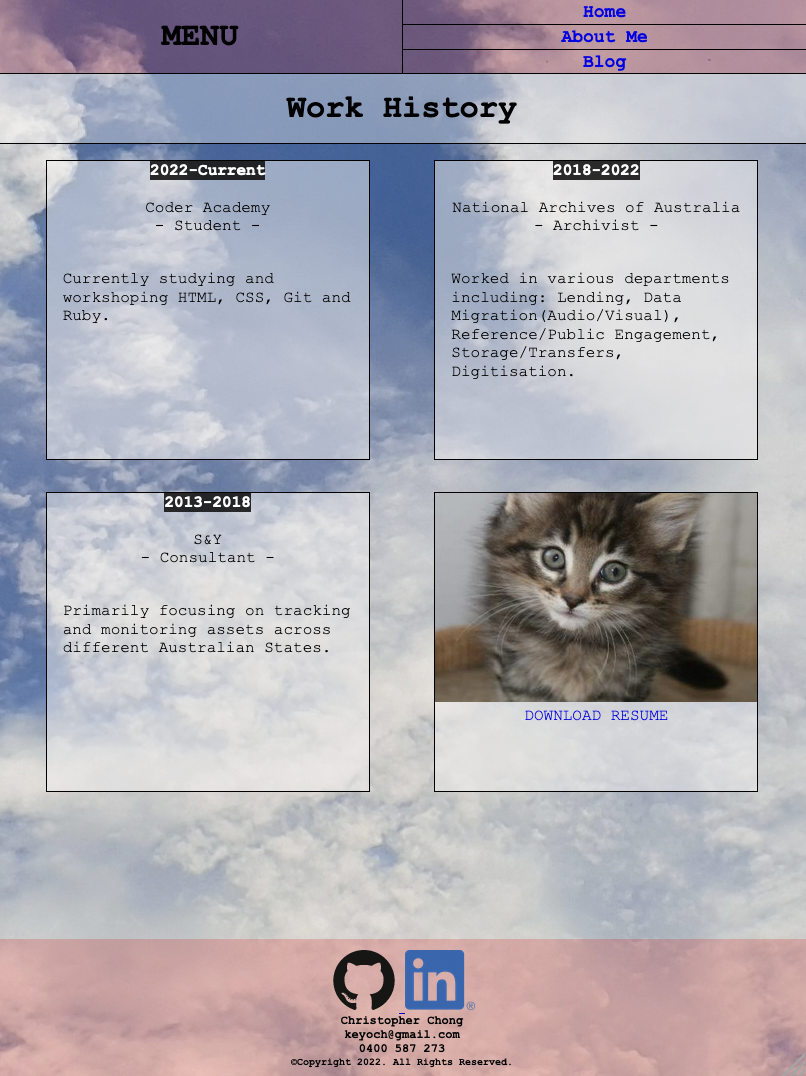 MENU
Home
About Me
Blog
Work History
2022-Current
Coder Academy
- Student -
Currently studying and
workshoping HTML, CSS, Git and
Ruby.
2018-2022
National Archives of Australia
- Archivist -
Worked in various departments
including: Lending, Data
Migration(Audio/Visual),
Reference/Public Engagement,
Storage/Transfers,
Digitisation.
2013-2018
S&Y
- Consultant -
Primarily focusing on tracking
and monitoring assets across
different Australian States.
DOWNLOAD RESUME
in ®
Christopher Chong
keyoch@gmail.com
0400 587 273
©Copyright 2022. All Rights Reserved.